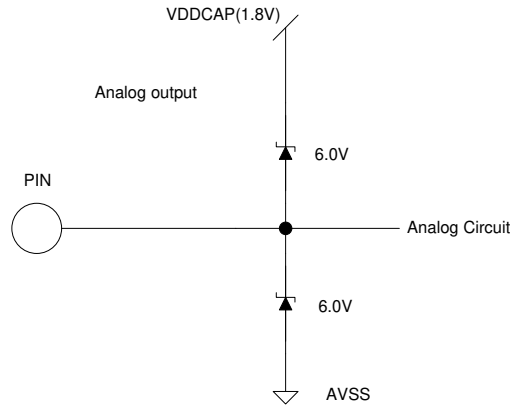 VDDCAP(1.8V)
Analog output
6.0V
PIN
Analog Circuit
6.0V
AVSS